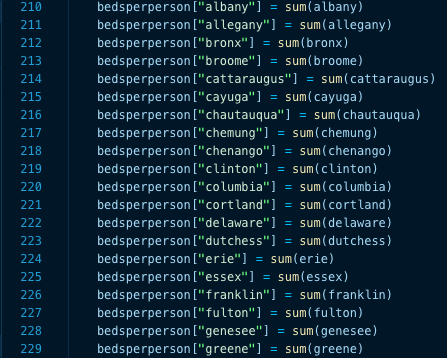 210 bedsperperson["albany"] = sum(albany)
211 bedsperperson["allegany"] = sum(allegany)
212 bedsperperson["bronx"] = sum(bronx)
213 bedsperperson["broome"] = sum(broome)
214 bedsperperson["cattaraugus"] = sum(cattaraugus)
215 bedsperperson["cayuga"] = sum(cayuga)
216 bedsperperson["chautauqua"] = sum(chautauqua)
217 bedsperperson["chemung"] = sum(chemung)
218 bedsperperson["chenango"] = sum(chenango)
219 bedsperperson["clinton"] = sum(clinton)
220 bedsperperson["columbia"] = sum(columbia)
221 bedsperperson["cortland"] = sum(cortland)
222 bedsperperson["delaware"] = sum(delaware)
223 bedsperperson["dutchess"] = sum(dutchess)
224 bedsperperson["erie"] = sum(erie)
225 bedsperperson["essex"] = sum(essex)
226 bedsperperson["franklin"] = sum(franklin)
227 bedsperperson["fulton"] = sum(fulton)
228 bedsperperson["genesee"] = sum(genesee)
229 bedsperperson["greene"] = sum(greene)